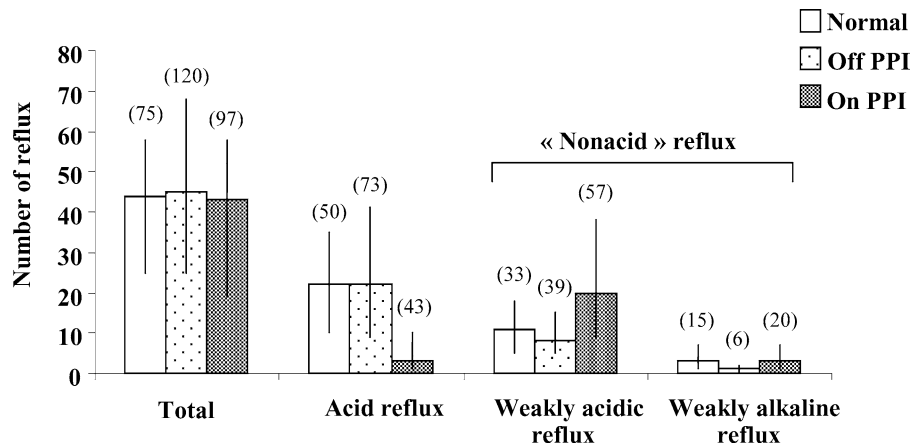 Normal
Off PPI
On PPI
Number of reflux
80
70
60
50
40
30
20
10
0
(75)
(120)
(97)
(50)
(73)
(43)
« Nonacid » reflux
(33)
(39)
(57)
(15)
(6)
(20)
Total
Acid reflux
Weakly acidic
reflux
Weakly alkaline
reflux